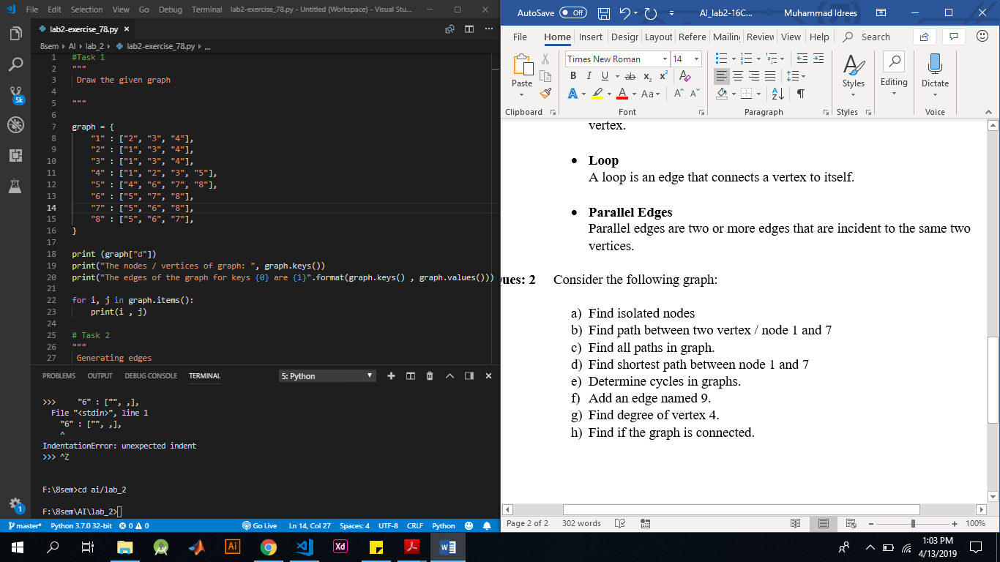 File Edit Selection View Go Debug Terminal lab2-exercise_78.py - Untitled (Workspace) - Visual Stu...
lab2-exercise_78.py ×
8sem › AI › lab_2 › lab2-exercise_78.py › ...
1 #Task 1
2 """
3 Draw the given graph
4
5 """
6
7 graph = {
8 "1" : ["2", "3", "4"],
9 "2" : ["1", "3", "4"],
10 "3" : ["1", "3", "4"],
11 "4" : ["1", "2", "3", "5"],
12 "5" : ["4", "6", "7", "8"],
13 "6" : ["5", "7", "8"],
14 "7" : ["5", "6", "8"],
15 "8" : ["5", "6", "7"],
16 }
17
18 print (graph["d"])
19 print("The nodes / vertices of graph: ", graph.keys())
20 print("The edges of the graph for keys {0} are {1}".format(graph.keys() , graph.values()))
21
22 for i, j in graph.items():
23 print(i , j)
24
25 # Task 2
26 """
27 Generating edges
PROBLEMS OUTPUT DEBUG CONSOLE TERMINAL 5: Python
>>> "6" : ["", ,],
File "<stdin>", line 1
"6" : ["", ,],
^
IndentationError: unexpected indent
>>> ^Z
F:\8sem>cd ai/lab_2
F:\8sem\AI\lab_2>
5k
1
master* Python 3.7.0 32-bit 0 0 Go Live Ln 14, Col 27 Spaces: 4 UTF-8 CRLF Python
AutoSave Off AI_lab2-16C... Muhammad Idrees
File Home Insert Desigr Layout Refere Mailin Review View Help Search
Paste
Times New Roman 14
B I U ab x₂ x² A
A A Aa A A
Styles
Editing
Dictate
Clipboard Font Paragraph Styles Voice
vertex.
• Loop
A loop is an edge that connects a vertex to itself.
• Parallel Edges
Parallel edges are two or more edges that are incident to the same two
vertices.
ues: 2 Consider the following graph:
a) Find isolated nodes
b) Find path between two vertex / node 1 and 7
c) Find all paths in graph.
d) Find shortest path between node 1 and 7
e) Determine cycles in graphs.
f) Add an edge named 9.
g) Find degree of vertex 4.
h) Find if the graph is connected.
Page 2 of 2 302 words 100%
Ai Xd
1:03 PM
4/13/2019